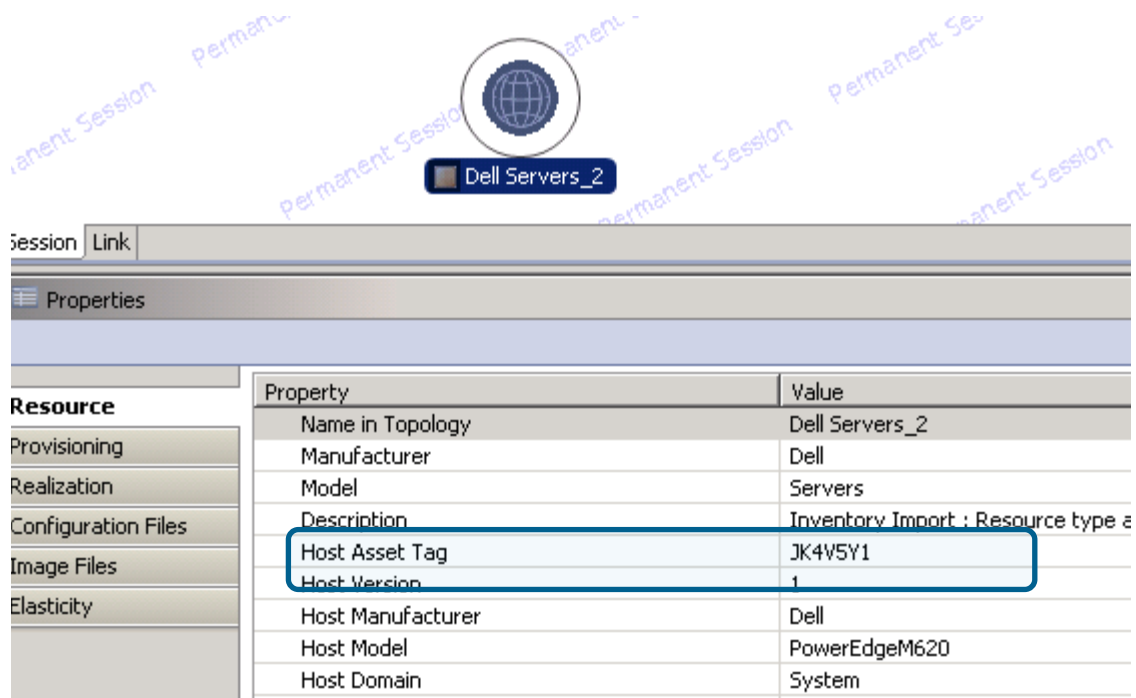 Permanent Session
Permanent Session
Permanent Session
Permanent Session
Dell Servers_2
Session Link
Properties
Property Value
Resource
Name in Topology Dell Servers_2
Provisioning
Manufacturer Dell
Realization
Model Servers
Configuration Files
Description Inventory Import : Resource type a
Image Files
Host Asset Tag JK4V5Y1
Host Version 1
Elasticity
Host Manufacturer Dell
Host Model PowerEdgeM620
Host Domain System